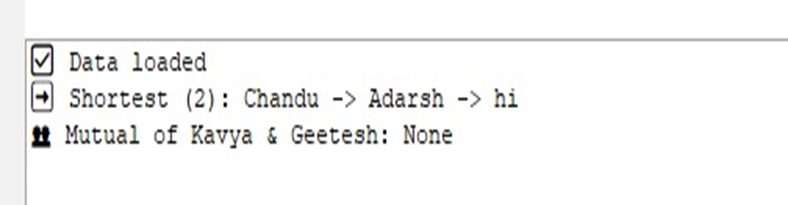 ☑ Data loaded
➡ Shortest (2): Chandu -> Adarsh -> hi
👥 Mutual of Kavya & Geetesh: None